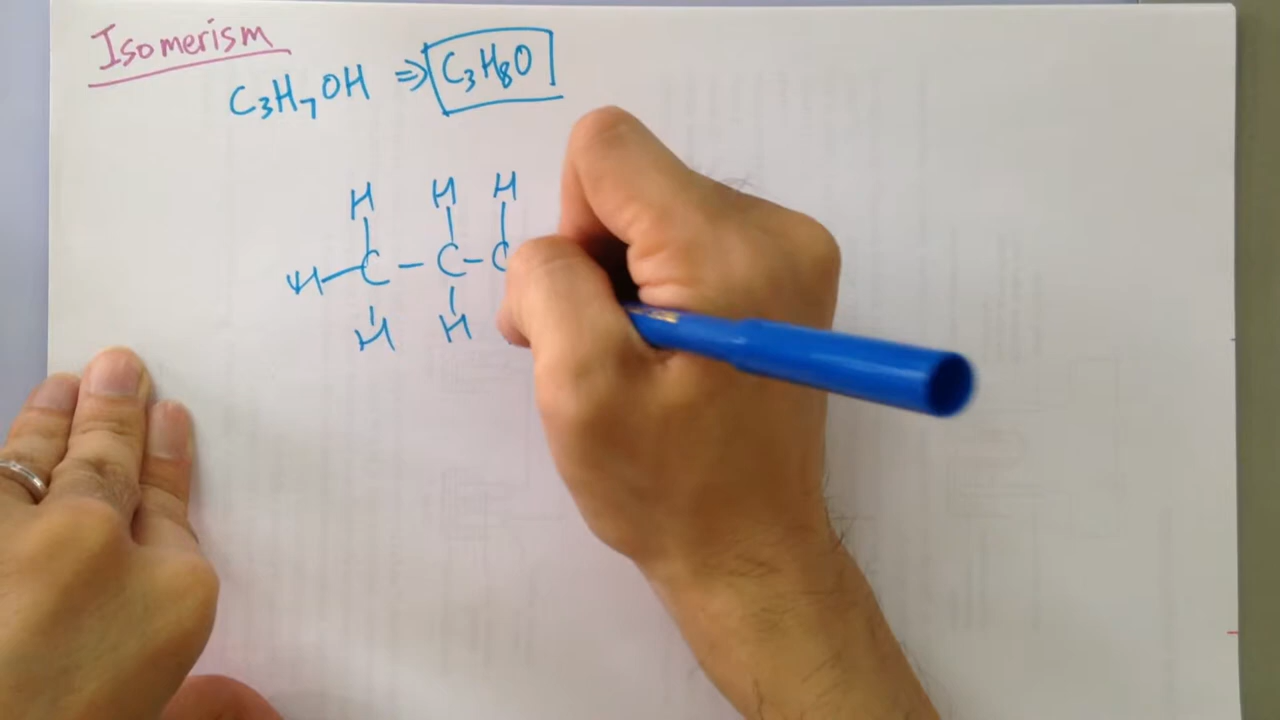 Isomerism
C₃H₇OH ⇒ C₃H₈O
H H H
H-C-C-C
H H